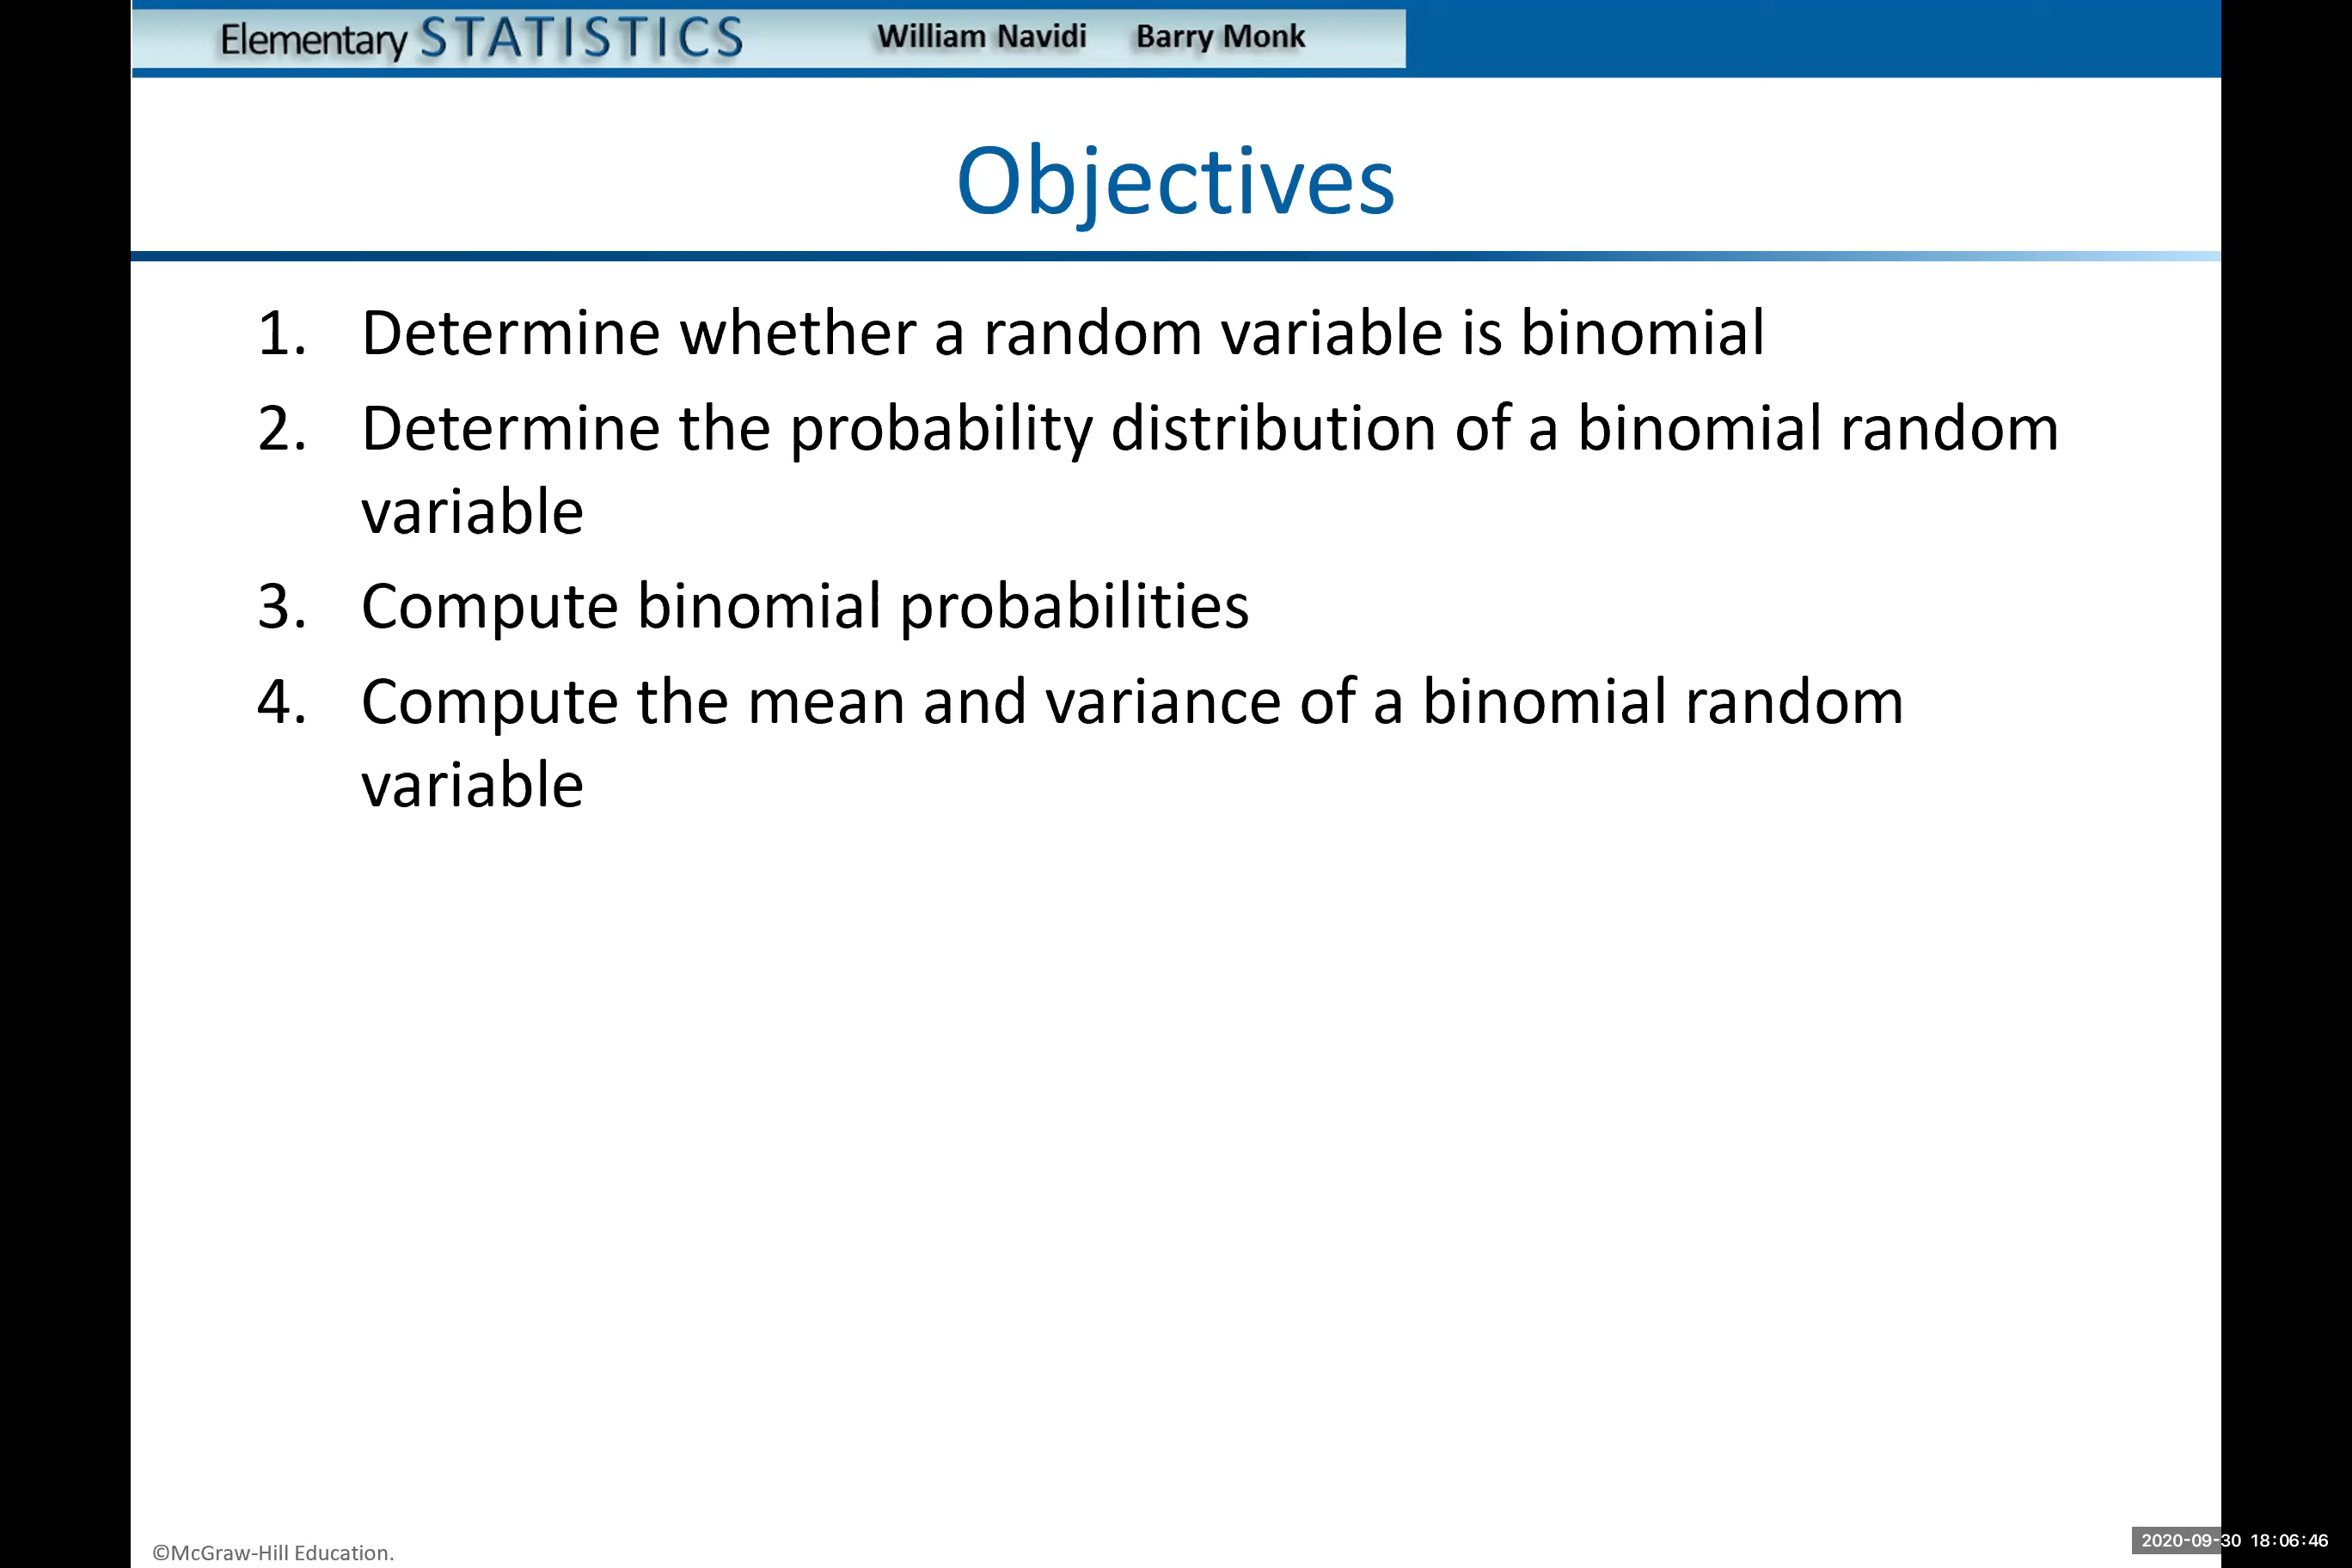 Elementary STATISTICS William Navidi Barry Monk
Objectives
1. Determine whether a random variable is binomial
2. Determine the probability distribution of a binomial random
variable
3. Compute binomial probabilities
4. Compute the mean and variance of a binomial random
variable
©McGraw-Hill Education.
2020-09-30 18:06:46